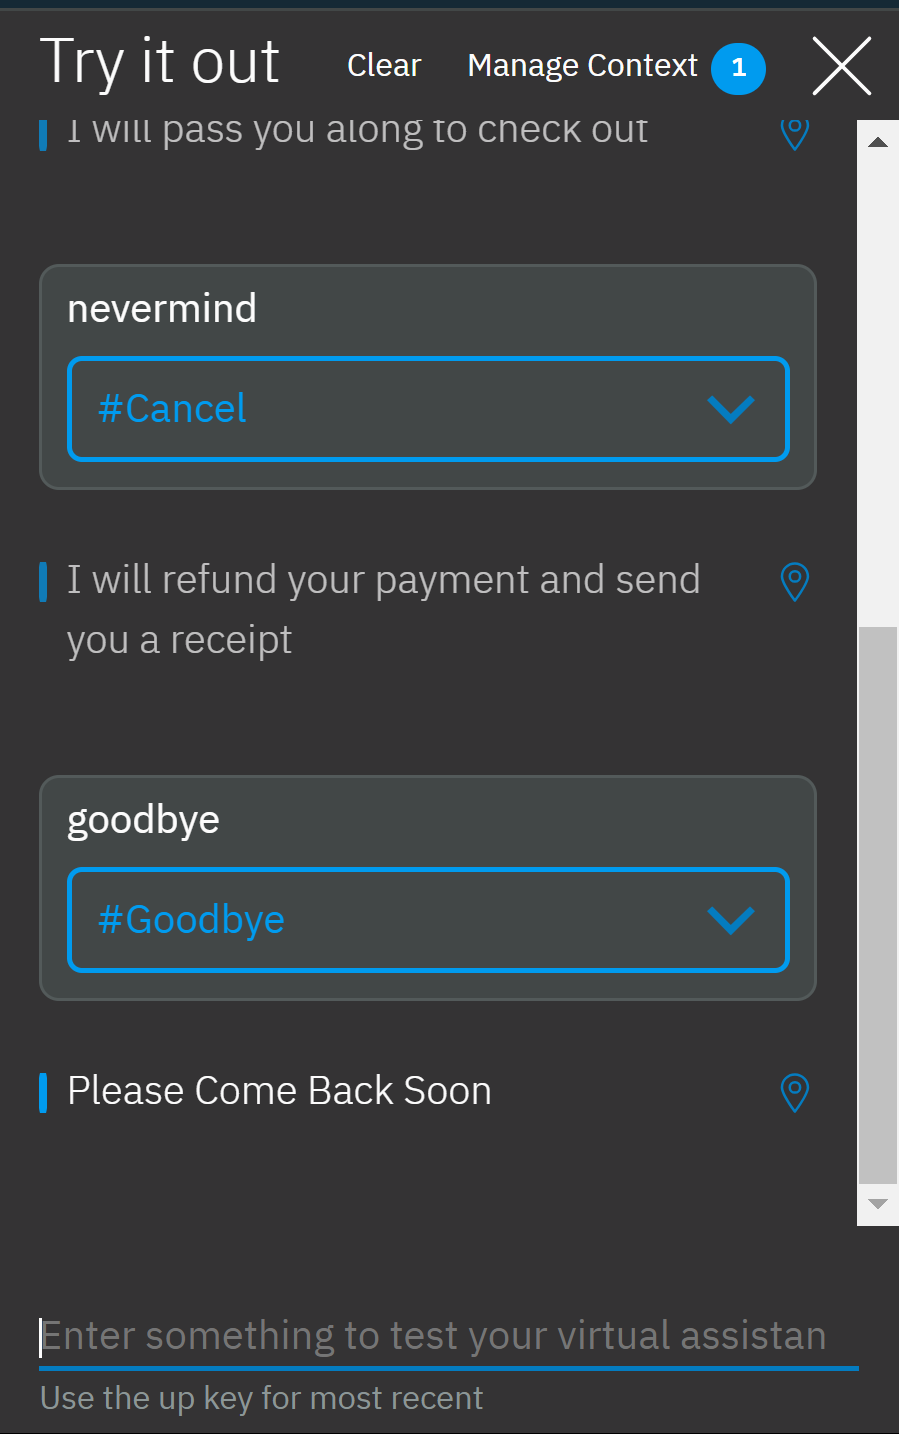 Try it out Clear Manage Context 1
I will pass you along to check out
nevermind
#Cancel
I will refund your payment and send
you a receipt
goodbye
#Goodbye
Please Come Back Soon
Enter something to test your virtual assistan
Use the up key for most recent